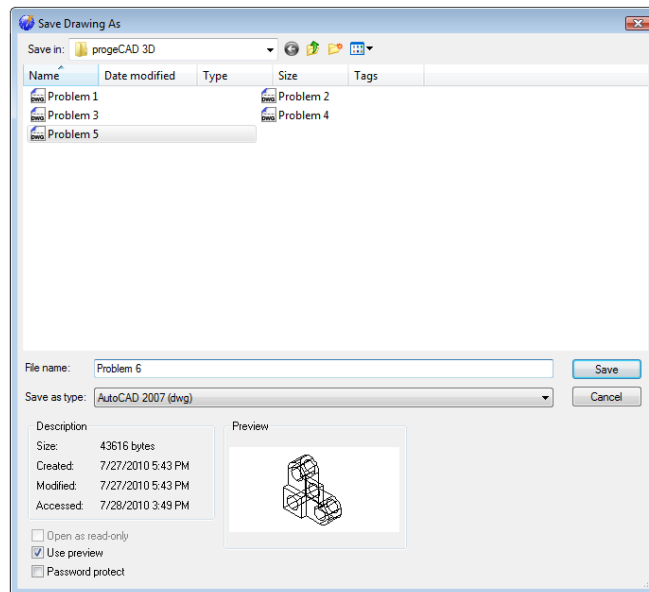 Save Drawing As
Save in: progeCAD 3D
Name Date modified Type Size Tags
Problem 1 Problem 2
Problem 3 Problem 4
Problem 5
File name: Problem 6 Save
Save as type: AutoCAD 2007 (dwg) Cancel
Description Preview
Size: 43616 bytes
Created: 7/27/2010 5:43 PM
Modified: 7/27/2010 5:43 PM
Accessed: 7/28/2010 3:49 PM
Open as read-only
Use preview
Password protect